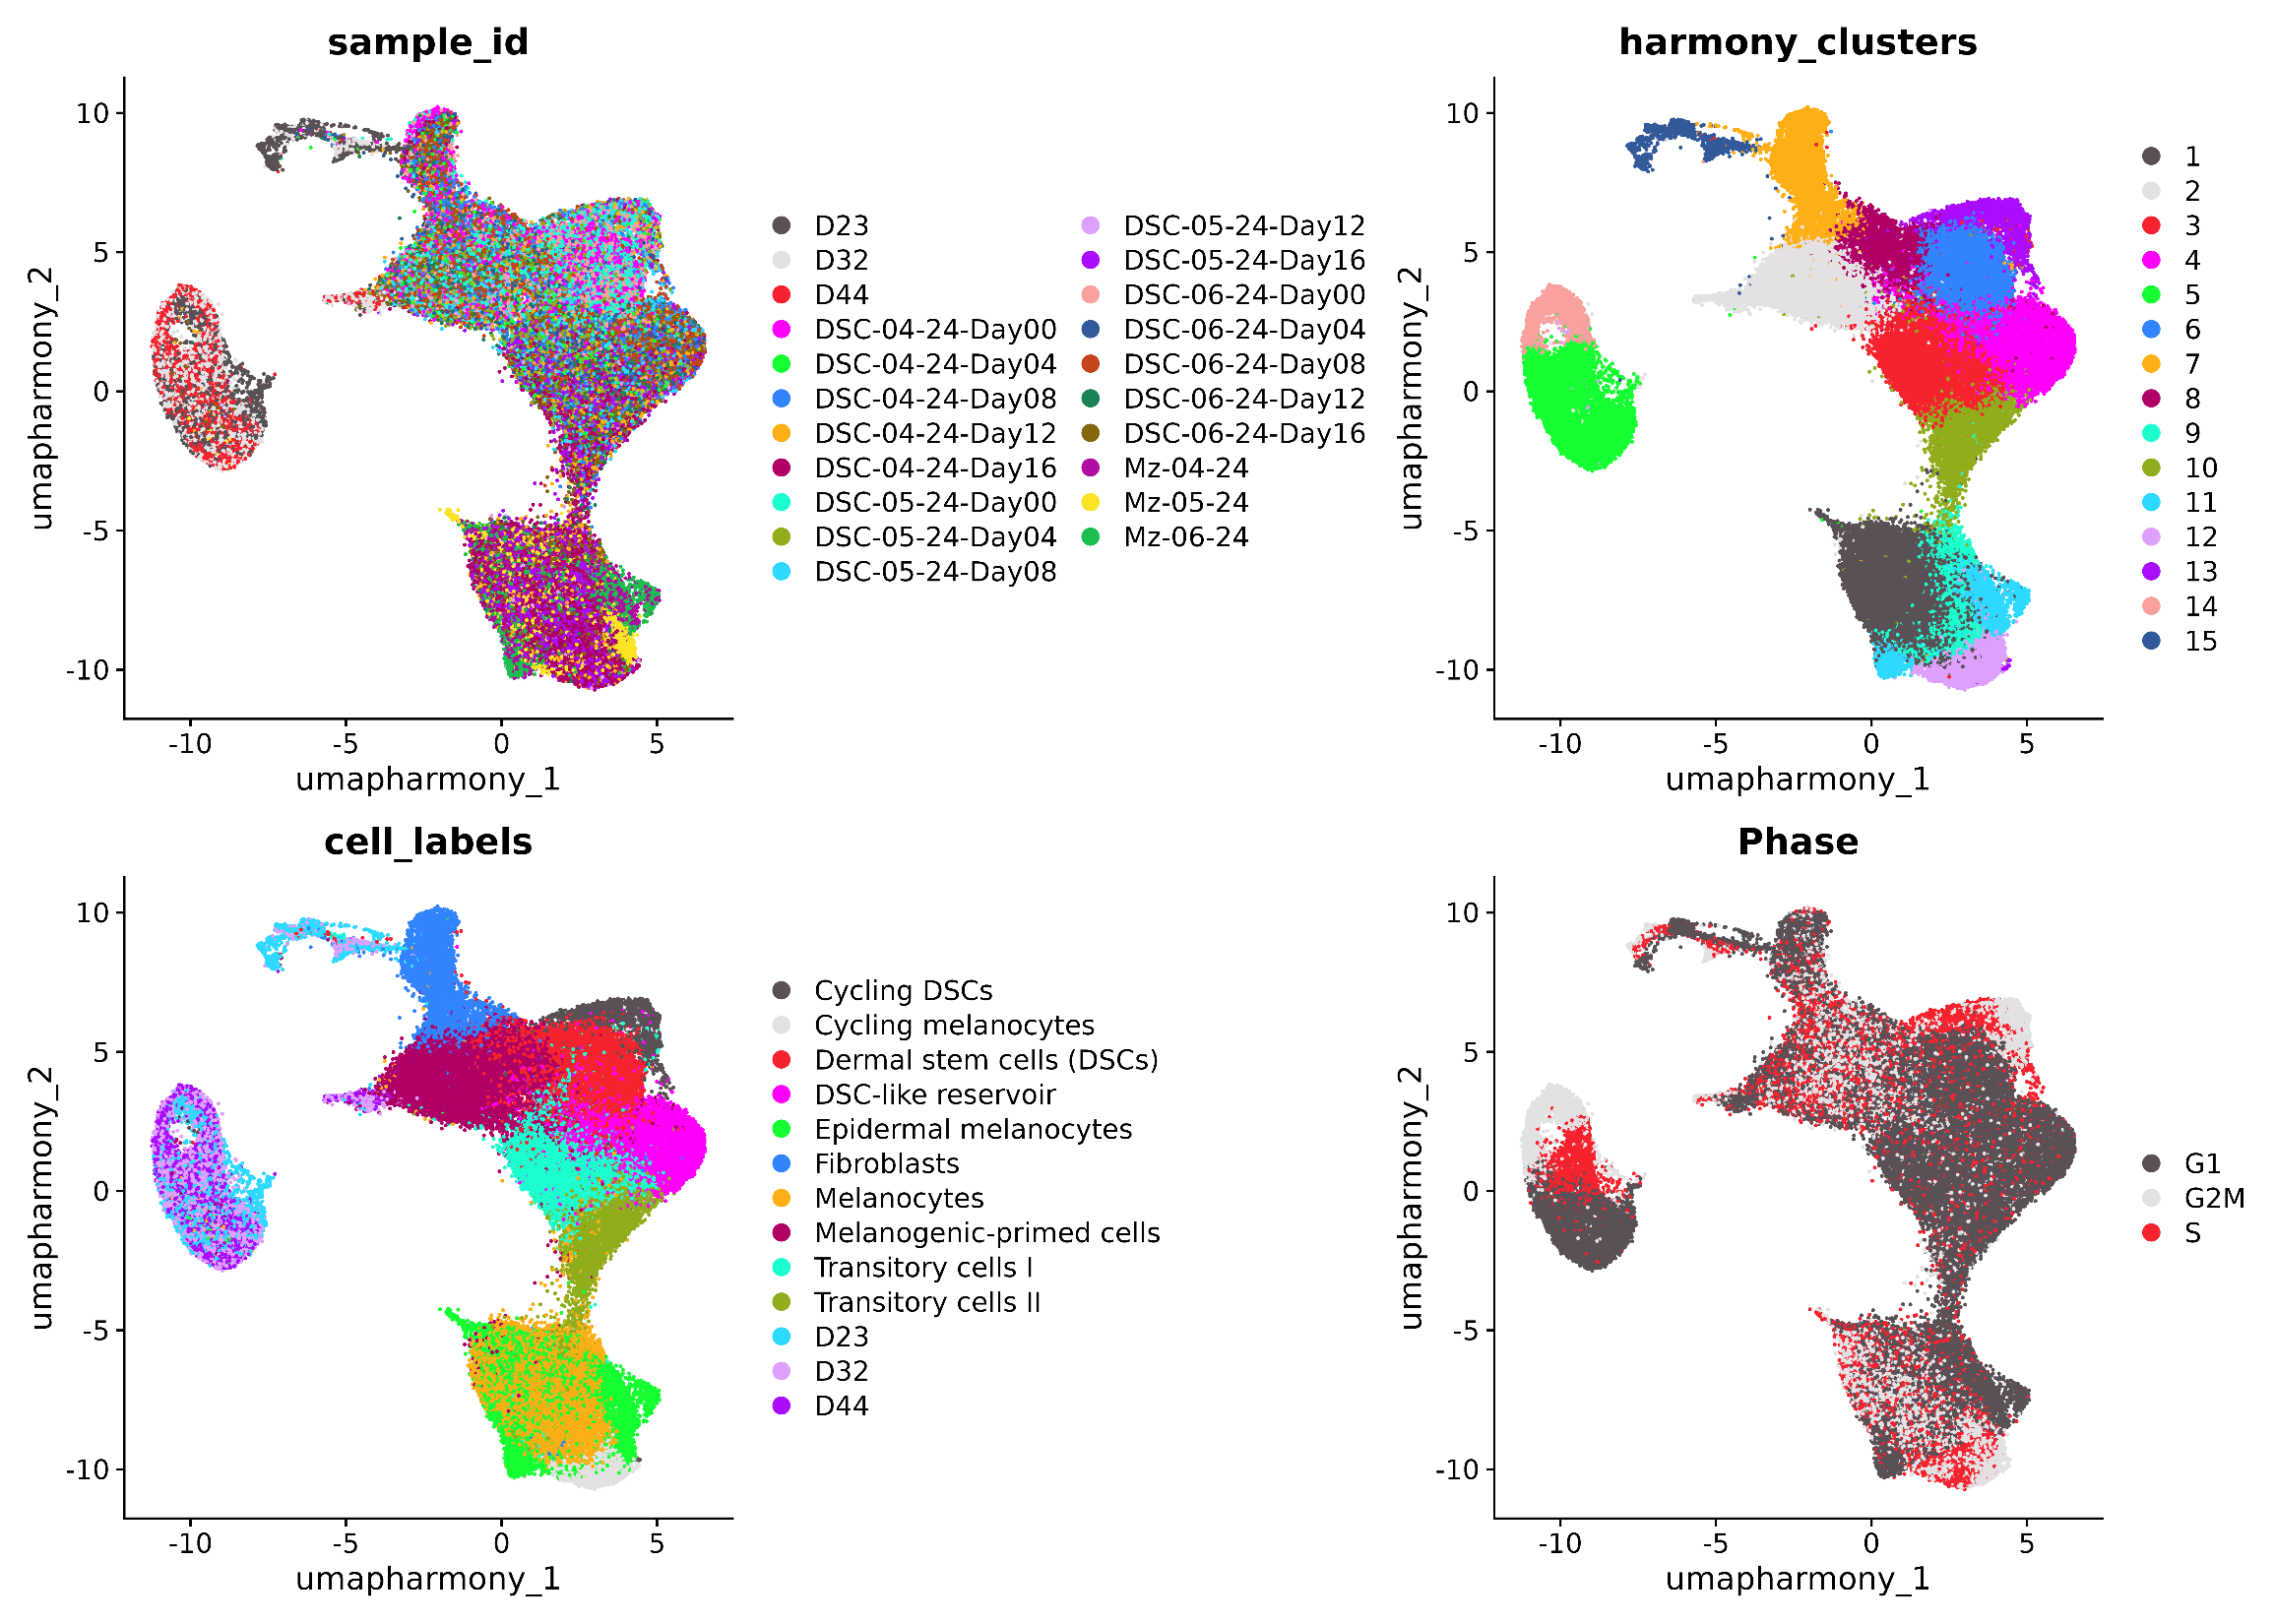 sample_id
umapharmony_2
10
5
0
-5
-10
-10
-5
0
5
umapharmony_1
D23
D32
D44
DSC-04-24-Day00
DSC-04-24-Day04
DSC-04-24-Day08
DSC-04-24-Day12
DSC-04-24-Day16
DSC-05-24-Day00
DSC-05-24-Day04
DSC-05-24-Day08
DSC-05-24-Day12
DSC-05-24-Day16
DSC-06-24-Day00
DSC-06-24-Day04
DSC-06-24-Day08
DSC-06-24-Day12
DSC-06-24-Day16
Mz-04-24
Mz-05-24
Mz-06-24
harmony_clusters
umapharmony_2
10
5
0
-5
-10
-10
-5
0
5
umapharmony_1
1
2
3
4
5
6
7
8
9
10
11
12
13
14
15
cell_labels
umapharmony_2
10
5
0
-5
-10
-10
-5
0
5
umapharmony_1
Cycling DSCs
Cycling melanocytes
Dermal stem cells (DSCs)
DSC-like reservoir
Epidermal melanocytes
Fibroblasts
Melanocytes
Melanogenic-primed cells
Transitory cells I
Transitory cells II
D23
D32
D44
Phase
umapharmony_2
10
5
0
-5
-10
-10
-5
0
5
umapharmony_1
G1
G2M
S